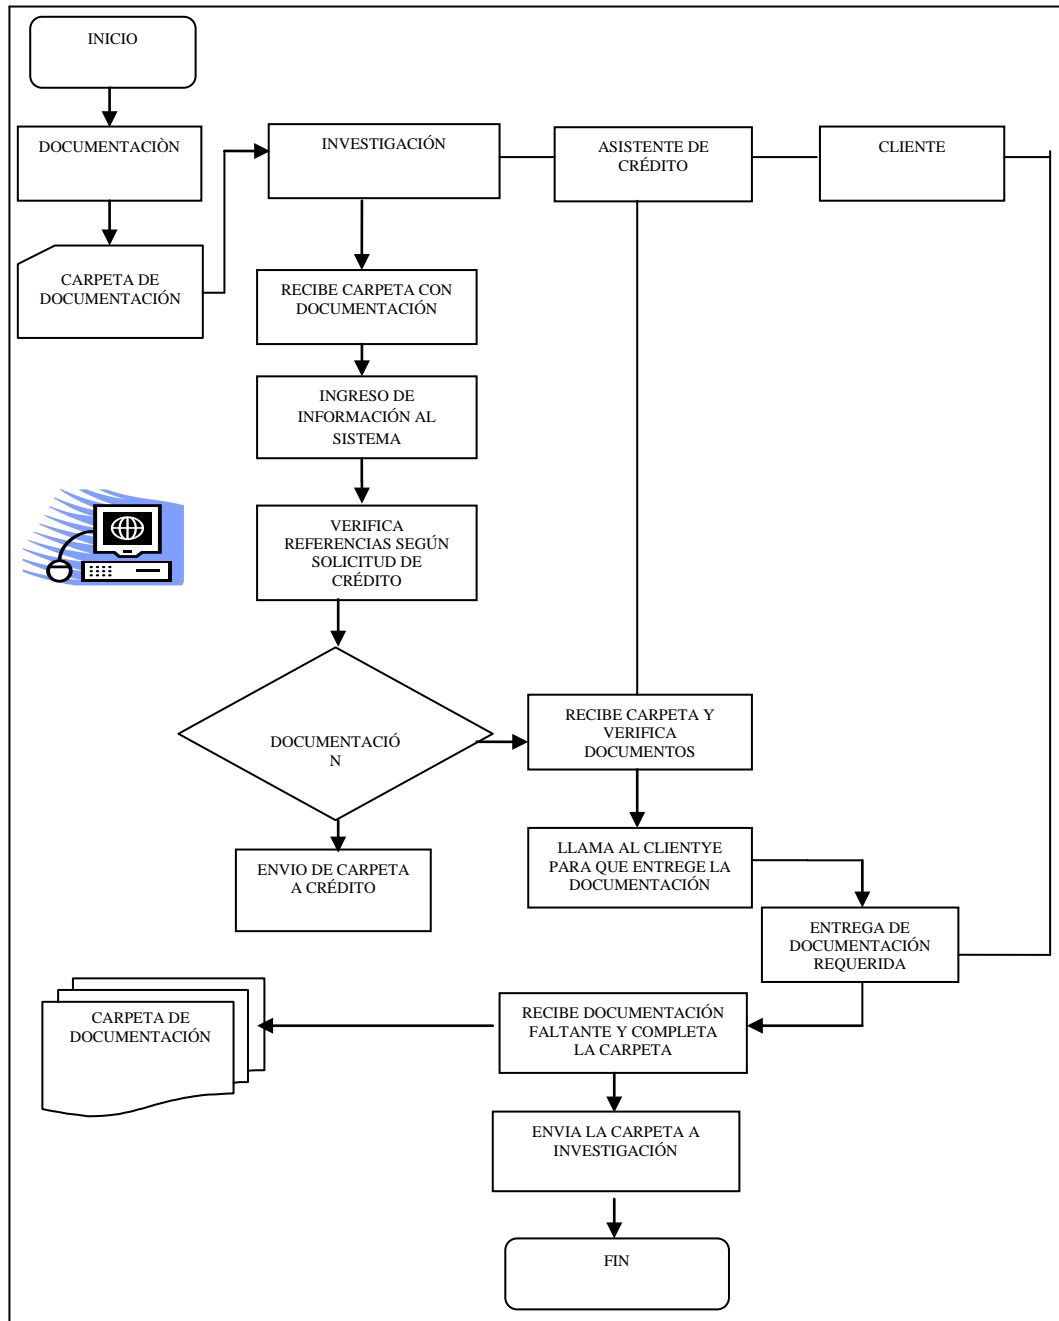 INICIO
DOCUMENTACIÒN
INVESTIGACIÓN
ASISTENTE DE
CRÉDITO
CLIENTE
CARPETA DE
DOCUMENTACIÓN
RECIBE CARPETA CON
DOCUMENTACIÓN
INGRESO DE
INFORMACIÓN AL
SISTEMA
VERIFICA
REFERENCIAS SEGÚN
SOLICITUD DE
CRÉDITO
DOCUMENTACIÓ
N
RECIBE CARPETA Y
VERIFICA
DOCUMENTOS
ENVIO DE CARPETA
A CRÉDITO
LLAMA AL CLIENTYE
PARA QUE ENTREGE LA
DOCUMENTACIÓN
ENTREGA DE
DOCUMENTACIÓN
REQUERIDA
RECIBE DOCUMENTACIÓN
FALTANTE Y COMPLETA
LA CARPETA
CARPETA DE
DOCUMENTACIÓN
ENVIA LA CARPETA A
INVESTIGACIÓN
FIN